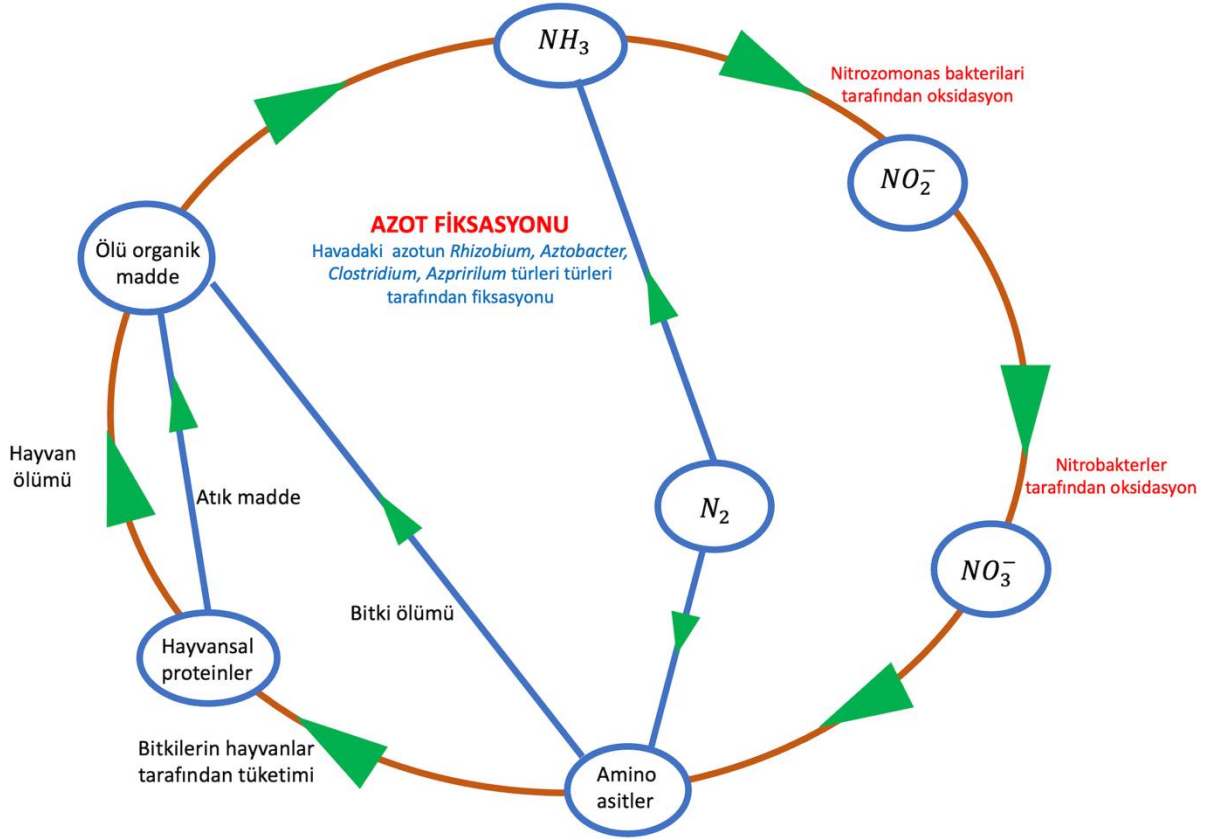 NH₃
Nitrozomonas bakterilari
tarafından oksidasyon
NO₂⁻
AZOT FİKSASYONU
Havadaki azotun Rhizobium, Aztobacter,
Clostridium, Azpririlum türleri türleri
tarafından fiksasyonu
Ölü organik
madde
Hayvan
ölümü
Atık madde
Nitrobakterler
tarafından oksidasyon
N₂
NO₃⁻
Bitki ölümü
Hayvansal
proteinler
Bitkilerin hayvanlar
tarafından tüketimi
Amino
asitler